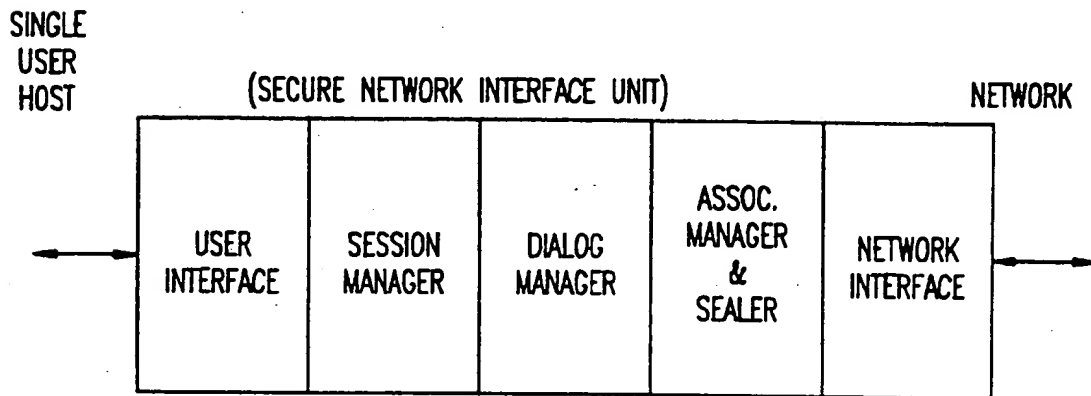 SINGLE
USER
HOST
(SECURE NETWORK INTERFACE UNIT)
NETWORK
USER
INTERFACE
SESSION
MANAGER
DIALOG
MANAGER
ASSOC.
MANAGER
&
SEALER
NETWORK
INTERFACE